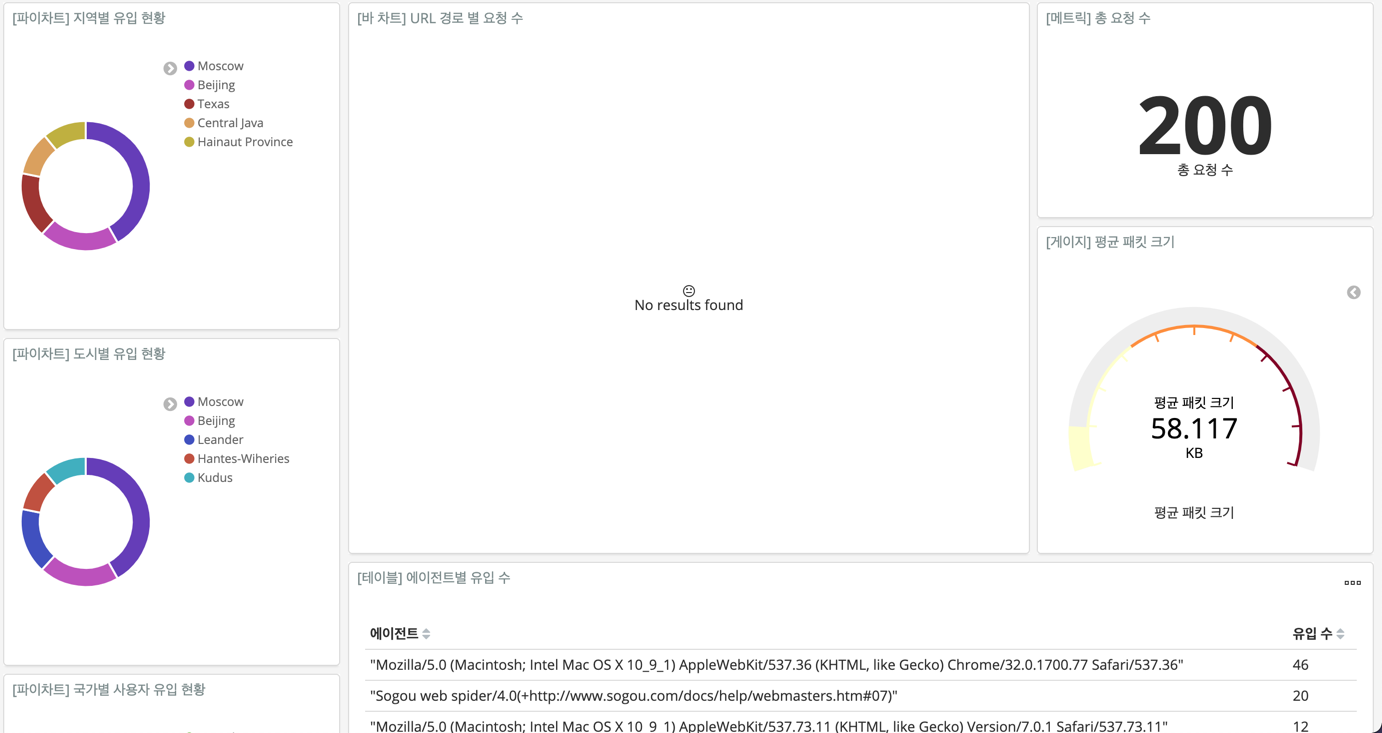 [파이차트] 지역별 유입 현황
Moscow
Beijing
Texas
Central Java
Hainaut Province
[파이차트] 도시별 유입 현황
Moscow
Beijing
Leander
Hantes-Wiheries
Kudus
[파이차트] 국가별 사용자 유입 현황
[바 차트] URL 경로 별 요청 수
No results found
[메트릭] 총 요청 수
200
총 요청 수
[게이지] 평균 패킷 크기
평균 패킷 크기
58.117
KB
평균 패킷 크기
[테이블] 에이전트별 유입 수
에이전트 유입 수
"Mozilla/5.0 (Macintosh; Intel Mac OS X 10_9_1) AppleWebKit/537.36 (KHTML, like Gecko) Chrome/32.0.1700.77 Safari/537.36" 46
"Sogou web spider/4.0(+http://www.sogou.com/docs/help/webmasters.htm#07)" 20
"Mozilla/5.0 (Macintosh; Intel Mac OS X 10_9_1) AppleWebKit/537.73.11 (KHTML, like Gecko) Version/7.0.1 Safari/537.73.11" 12